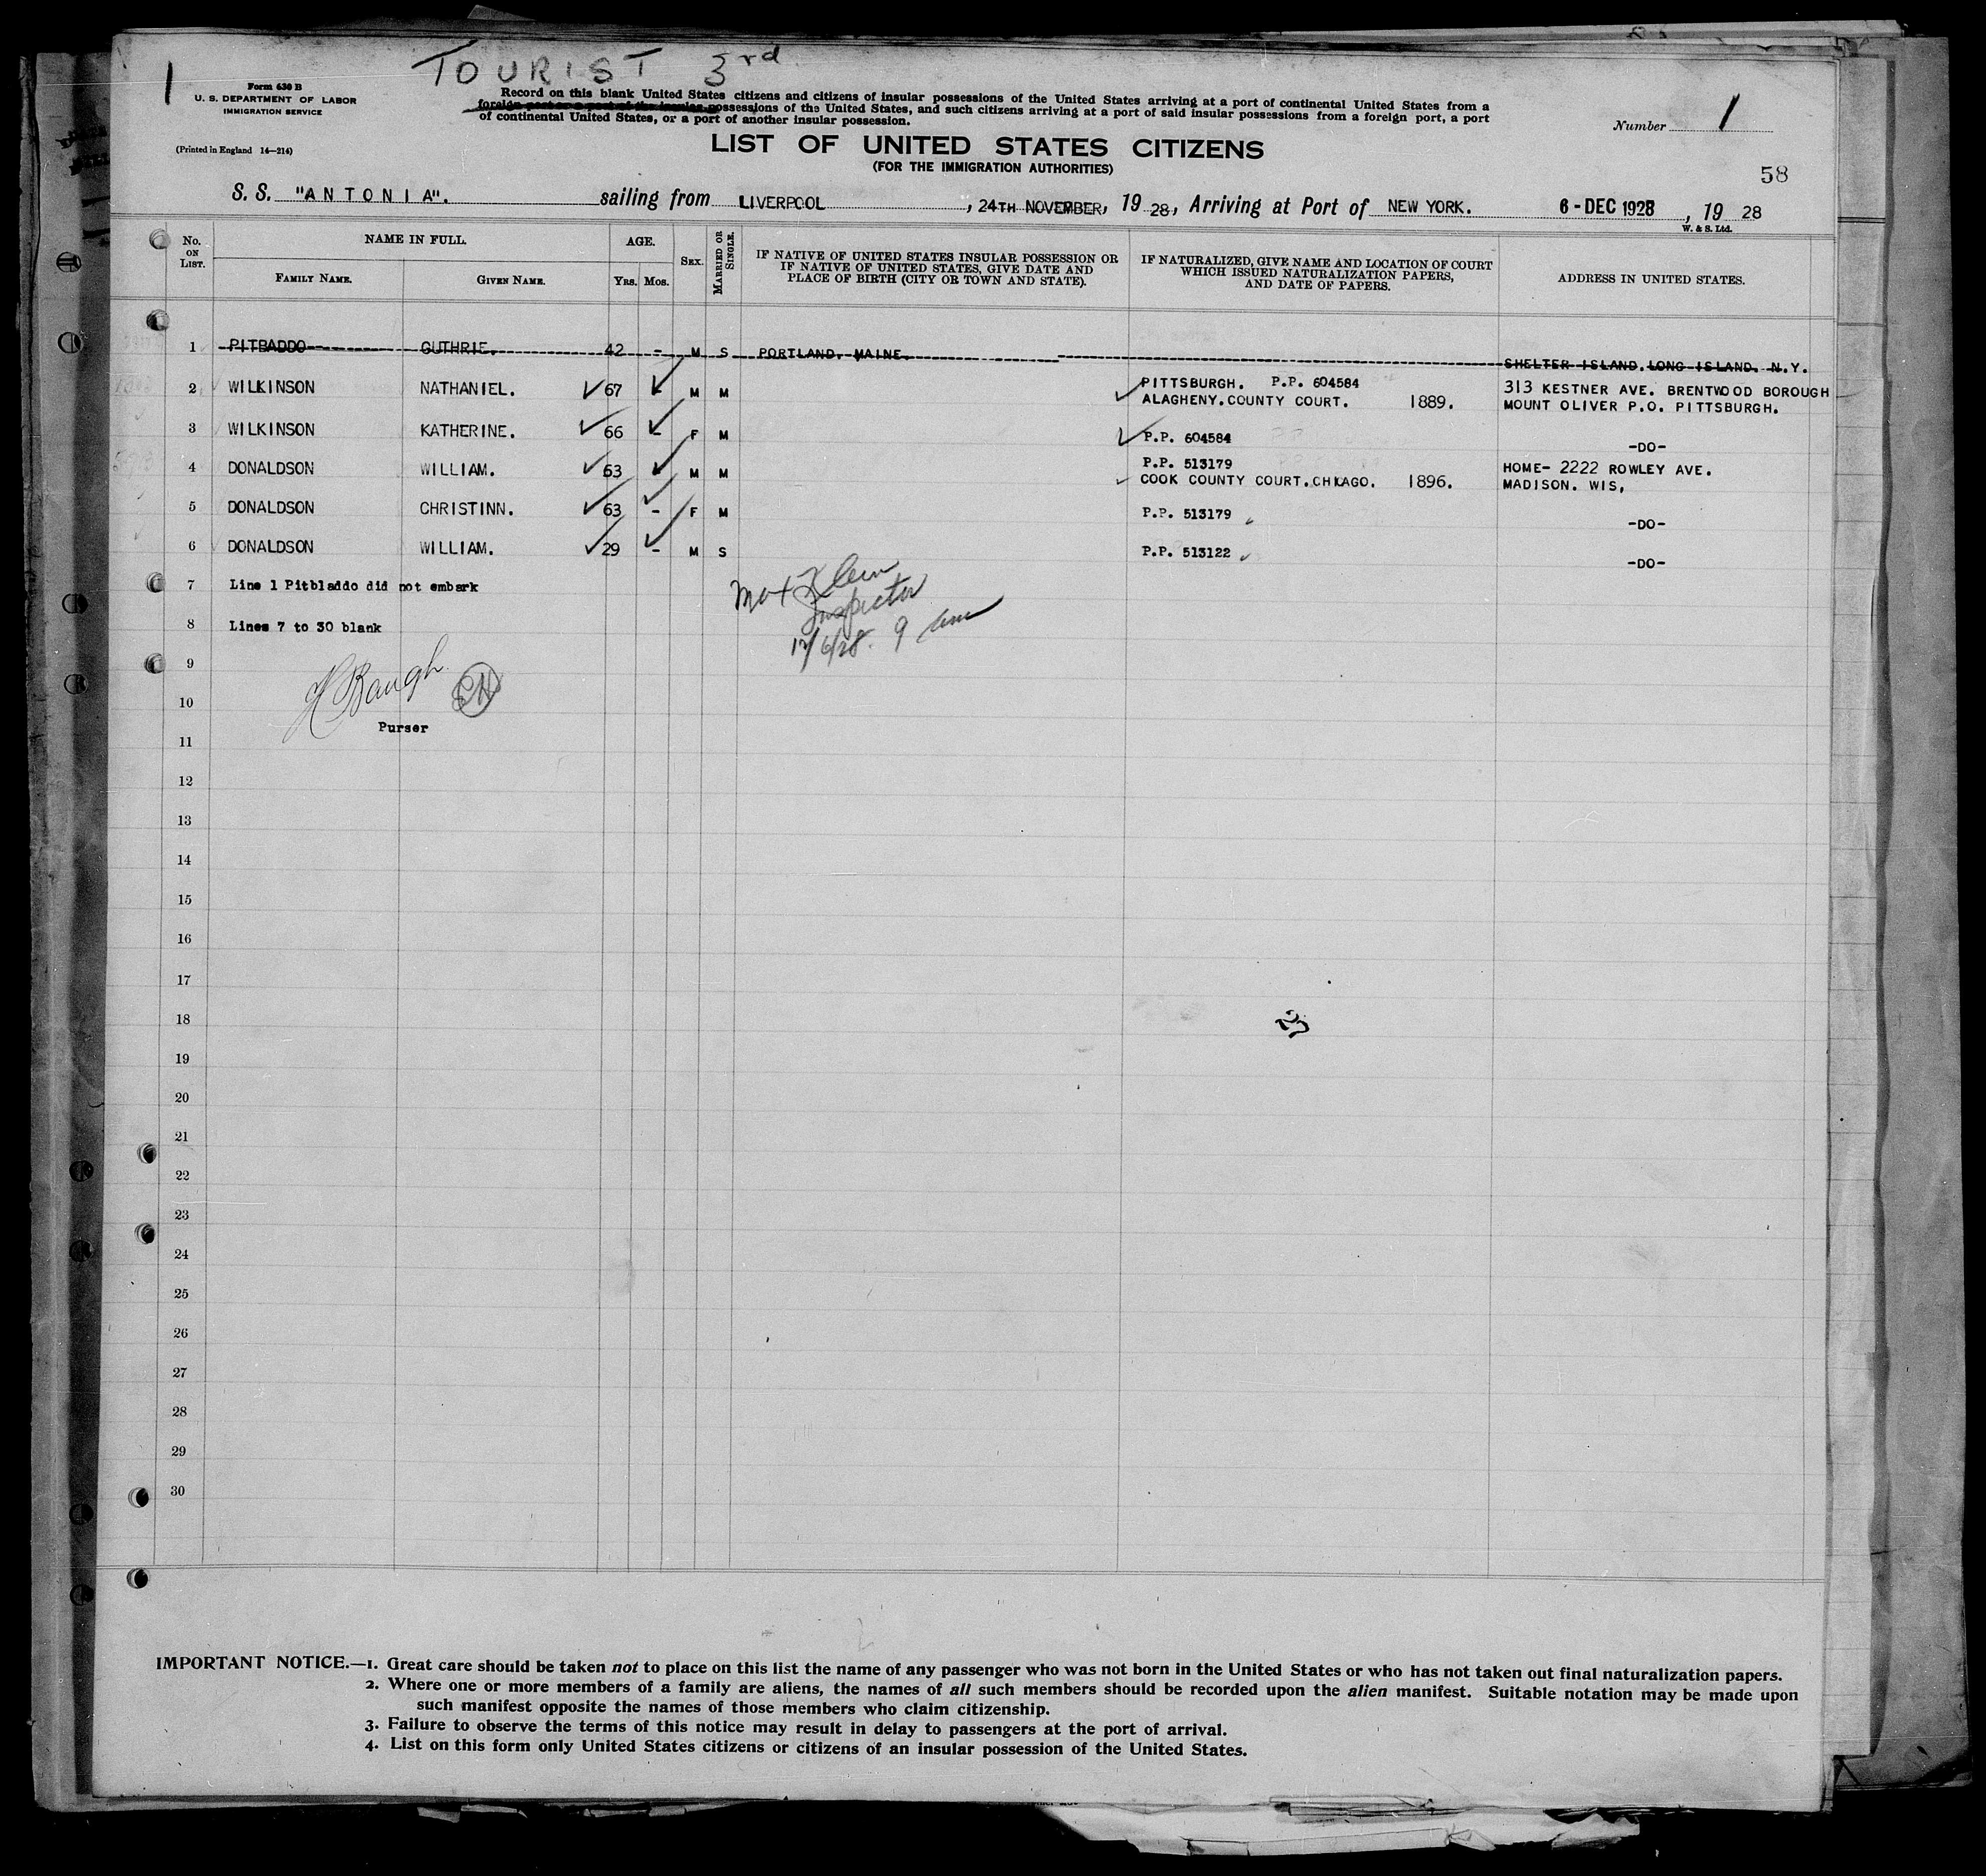 1
TOURIST 3rd
Form 630 B
U. S. DEPARTMENT OF LABOR
IMMIGRATION SERVICE
(Printed in England 14—214)
Record on this blank United States citizens and citizens of insular possessions of the United States arriving at a port of continental United States from a
foreign port or a port of the insular possessions of the United States, and such citizens arriving at a port of said insular possessions from a foreign port, a port
of continental United States, or a port of another insular possession.
Number 1
LIST OF UNITED STATES CITIZENS
(FOR THE IMMIGRATION AUTHORITIES)
58
S. S. "ANTONIA". sailing from LIVERPOOL, 24TH NOVEMBER, 19 28, Arriving at Port of NEW YORK. 6-DEC 1928, 19 28
W. & S. Ltd.
No. ON LIST. NAME IN FULL. AGE. SEX. MARRIED OR SINGLE. IF NATIVE OF UNITED STATES INSULAR POSSESSION OR IF NATIVE OF UNITED STATES, GIVE DATE AND PLACE OF BIRTH (CITY OR TOWN AND STATE). IF NATURALIZED, GIVE NAME AND LOCATION OF COURT WHICH ISSUED NATURALIZATION PAPERS, AND DATE OF PAPERS. ADDRESS IN UNITED STATES.
FAMILY NAME. GIVEN NAME. YRS. MOS.
1 PITBADDO GUTHRIE. 42 - M S PORTLAND. MAINE. SHELTER ISLAND. LONG ISLAND. N.Y.
2 WILKINSON NATHANIEL. 67 M M PITTSBURGH. P.P. 604584 313 KESTNER AVE. BRENTWOOD BOROUGH
ALAGHENY.COUNTY COURT. 1889. MOUNT OLIVER P.O. PITTSBURGH.
3 WILKINSON KATHERINE. 66 - F M P.P. 604584 -DO-
4 DONALDSON WILLIAM. 63 M M P.P. 513179 HOME- 2222 ROWLEY AVE.
COOK COUNTY COURT.CHIAGO. 1896. MADISON. WIS,
5 DONALDSON CHRISTINN. 63 - F M P.P. 513179 -DO-
6 DONALDSON WILLIAM. 29 - M S P.P. 513122 -DO-
7 Line 1 Pitbladdo did not embark
Max Klein
Inspector
12/6/28. 9 am
8 Lines 7 to 30 blank
9
H Baugh
10
Purser
11
12
13
14
15
16
17
18
19
20
21
22
23
24
25
26
27
28
29
30
IMPORTANT NOTICE.—1. Great care should be taken not to place on this list the name of any passenger who was not born in the United States or who has not taken out final naturalization papers.
2. Where one or more members of a family are aliens, the names of all such members should be recorded upon the alien manifest. Suitable notation may be made upon
such manifest opposite the names of those members who claim citizenship.
3. Failure to observe the terms of this notice may result in delay to passengers at the port of arrival.
4. List on this form only United States citizens or citizens of an insular possession of the United States.